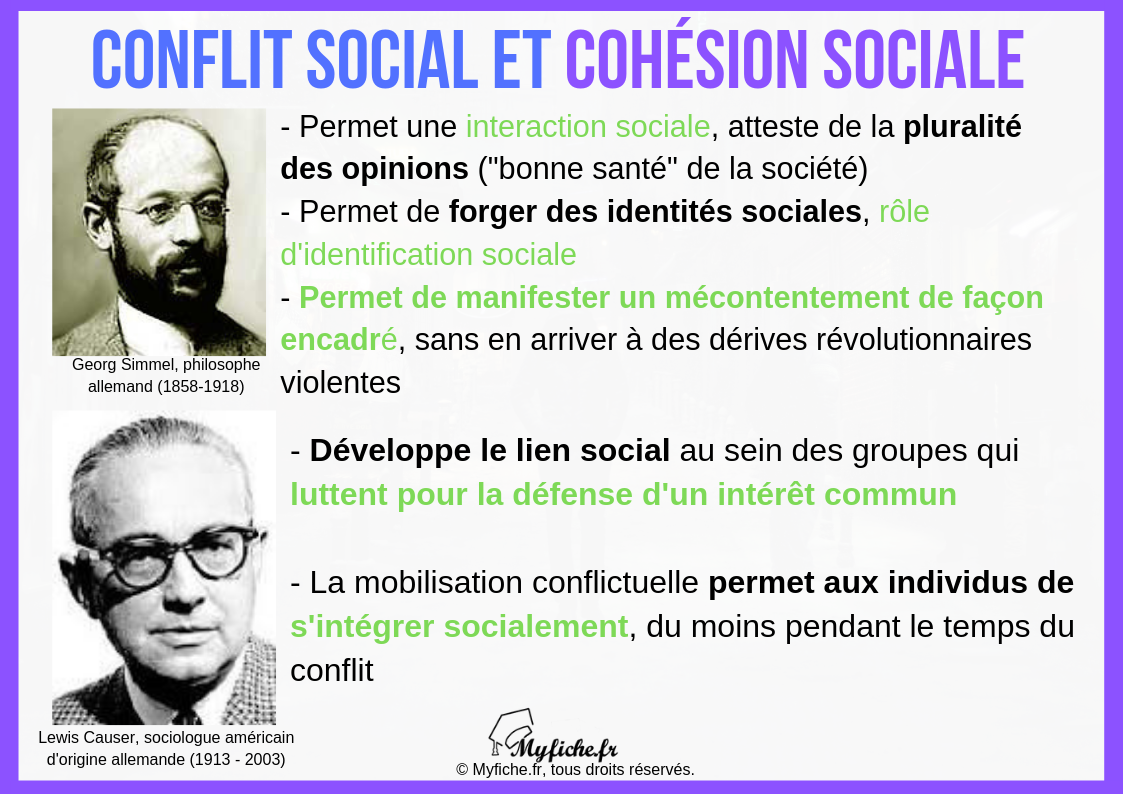 CONFLIT SOCIAL ET COHÉSION SOCIALE
- Permet une interaction sociale, atteste de la pluralité
des opinions ("bonne santé" de la société)
- Permet de forger des identités sociales, rôle
d'identification sociale
- Permet de manifester un mécontentement de façon
encadré, sans en arriver à des dérives révolutionnaires
violentes
Georg Simmel, philosophe
allemand (1858-1918)
- Développe le lien social au sein des groupes qui
luttent pour la défense d'un intérêt commun
- La mobilisation conflictuelle permet aux individus de
s'intégrer socialement, du moins pendant le temps du
conflit
Lewis Causer, sociologue américain
d'origine allemande (1913 - 2003)
Myfiche.fr
© Myfiche.fr, tous droits réservés.